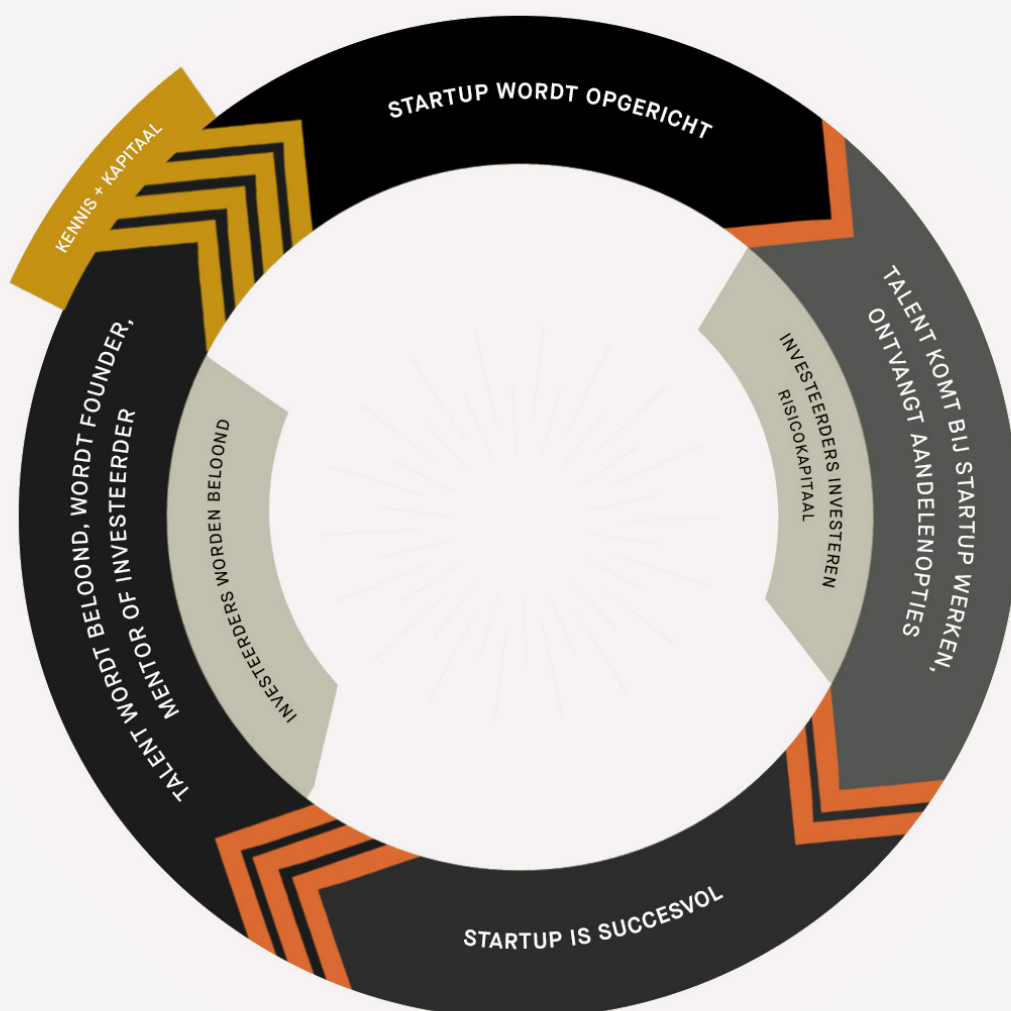 STARTUP WORDT OPGERICHT
TALENT KOMT BIJ STARTUP WERKEN,
ONTVANGT AANDELENOPTIES
INVESTEERDERS INVESTEREN
RISICOKAPITAAL
STARTUP IS SUCCESVOL
TALENT WORDT BELOOND, WORDT FOUNDER,
MENTOR OF INVESTEERDER
INVESTEERDERS WORDEN BELOOND
KENNIS + KAPITAAL